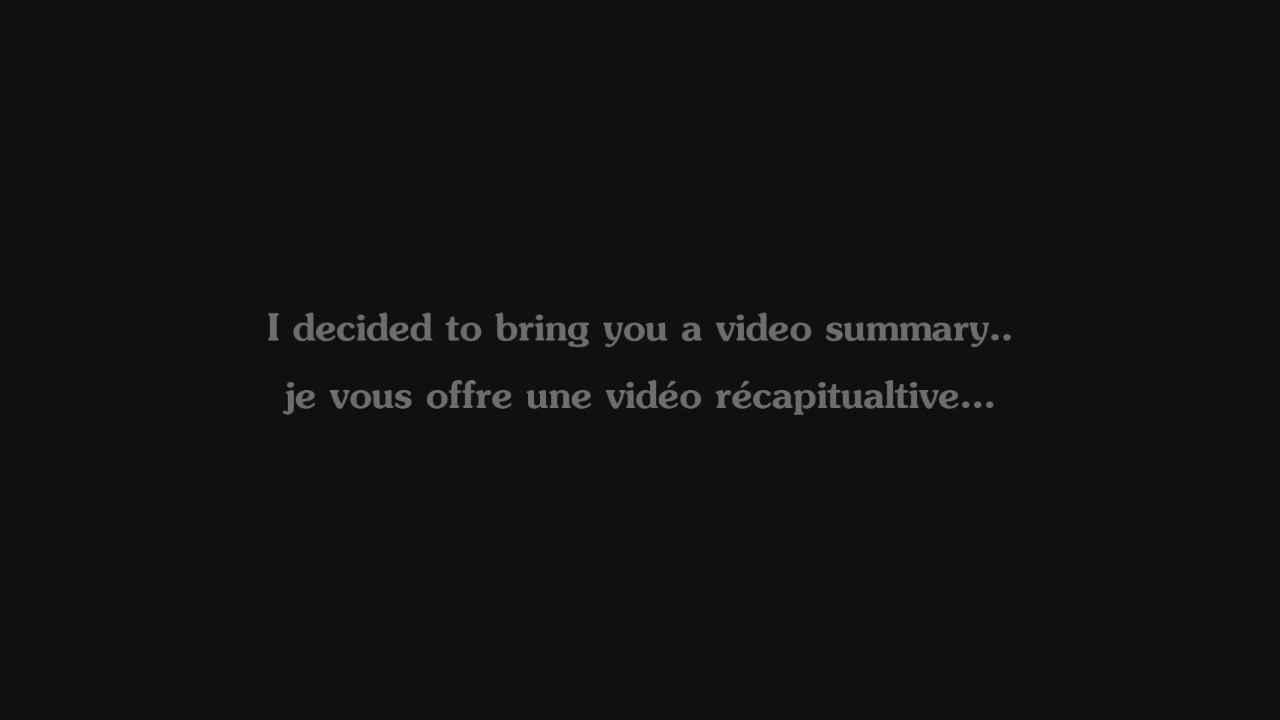 I decided to bring you a video summary..
je vous offre une vidéo récapitualtive...